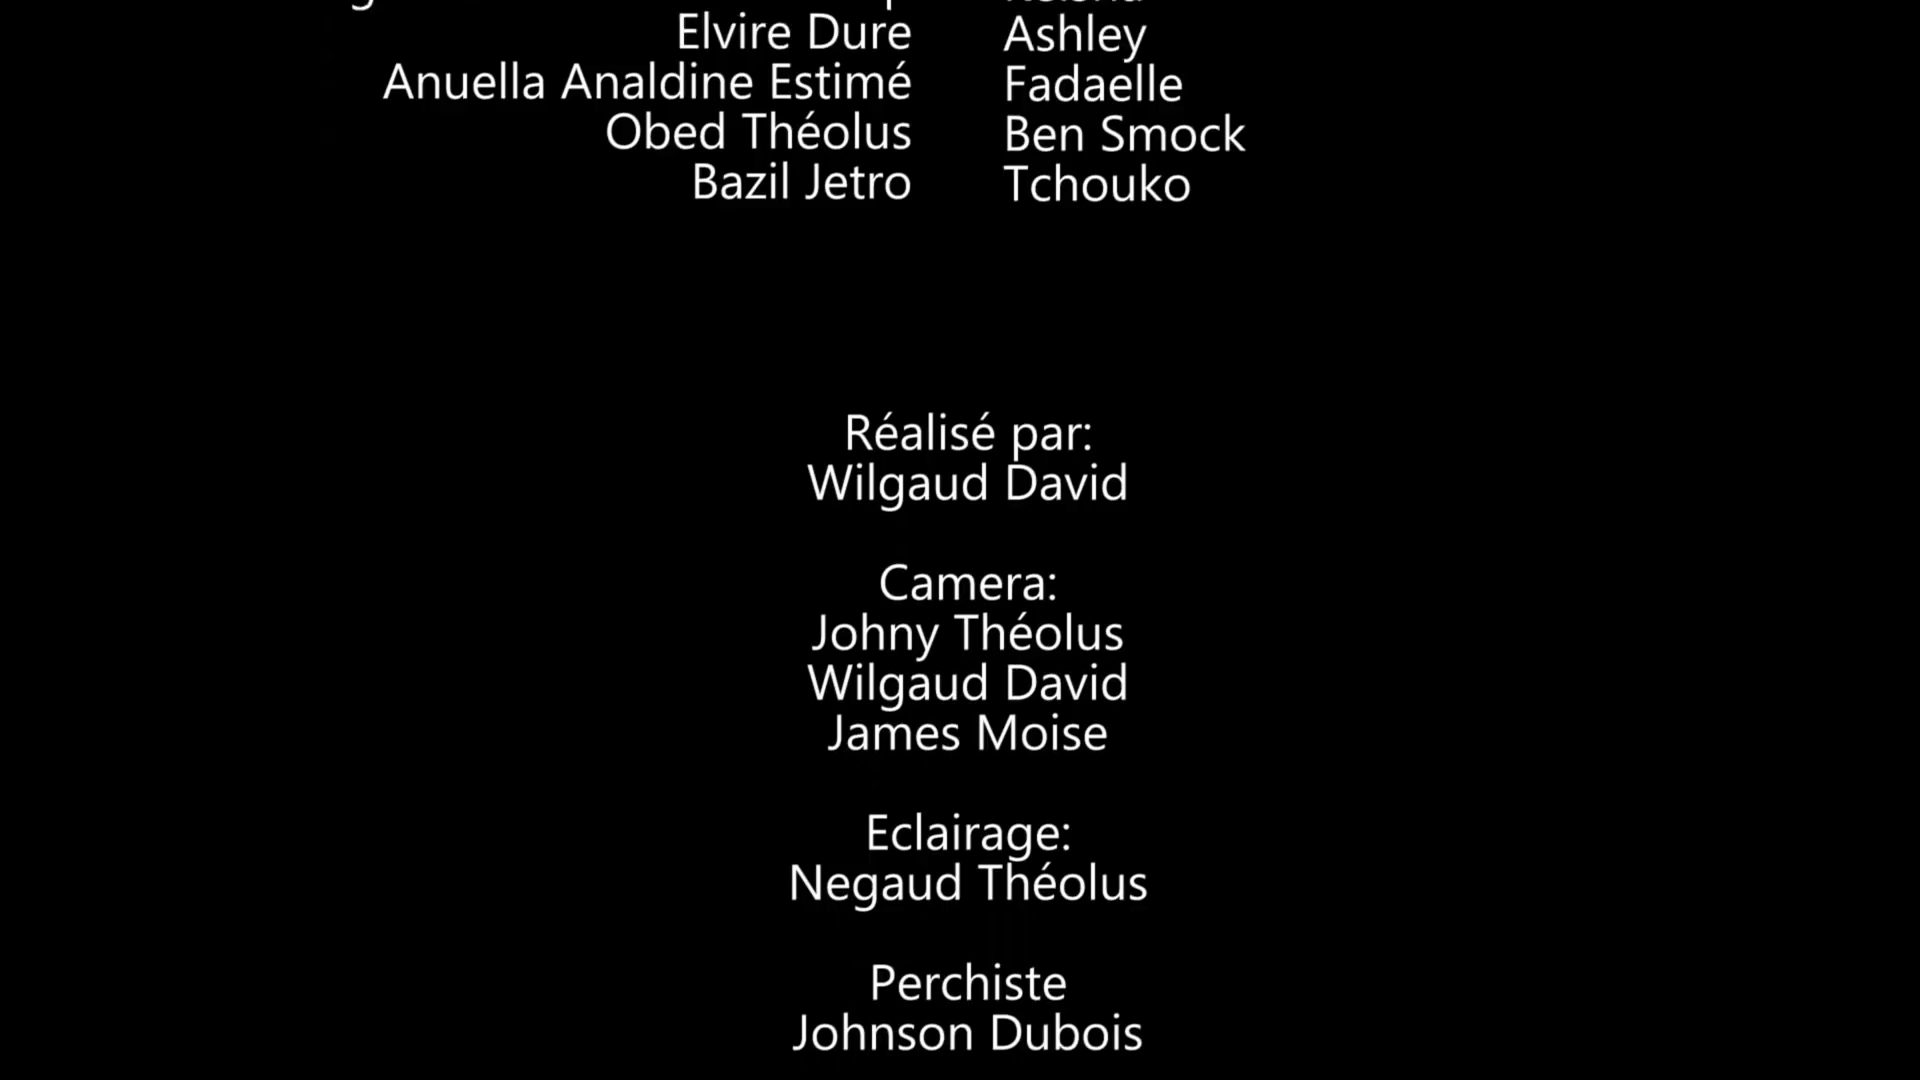 Elvire Dure Ashley
Anuella Analdine Estimé Fadaelle
Obed Théolus Ben Smock
Bazil Jetro Tchouko
Réalisé par:
Wilgaud David
Camera:
Johny Théolus
Wilgaud David
James Moise
Eclairage:
Negaud Théolus
Perchiste
Johnson Dubois